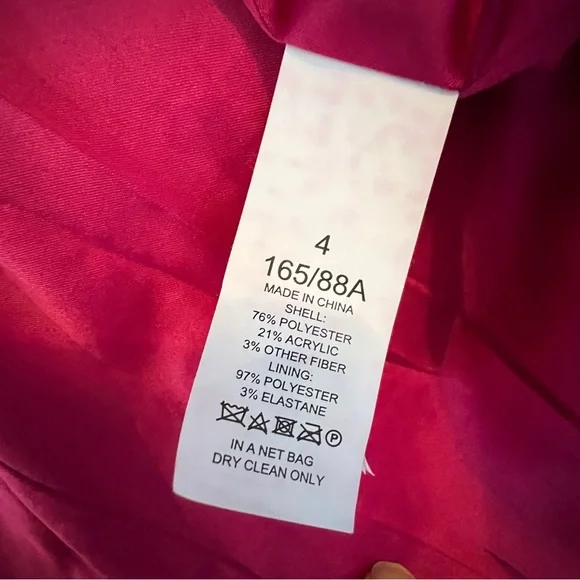 4
165/88A
MADE IN CHINA
SHELL:
76% POLYESTER
21% ACRYLIC
3% OTHER FIBER
LINING:
97% POLYESTER
3% ELASTANE
P
IN A NET BAG
DRY CLEAN ONLY